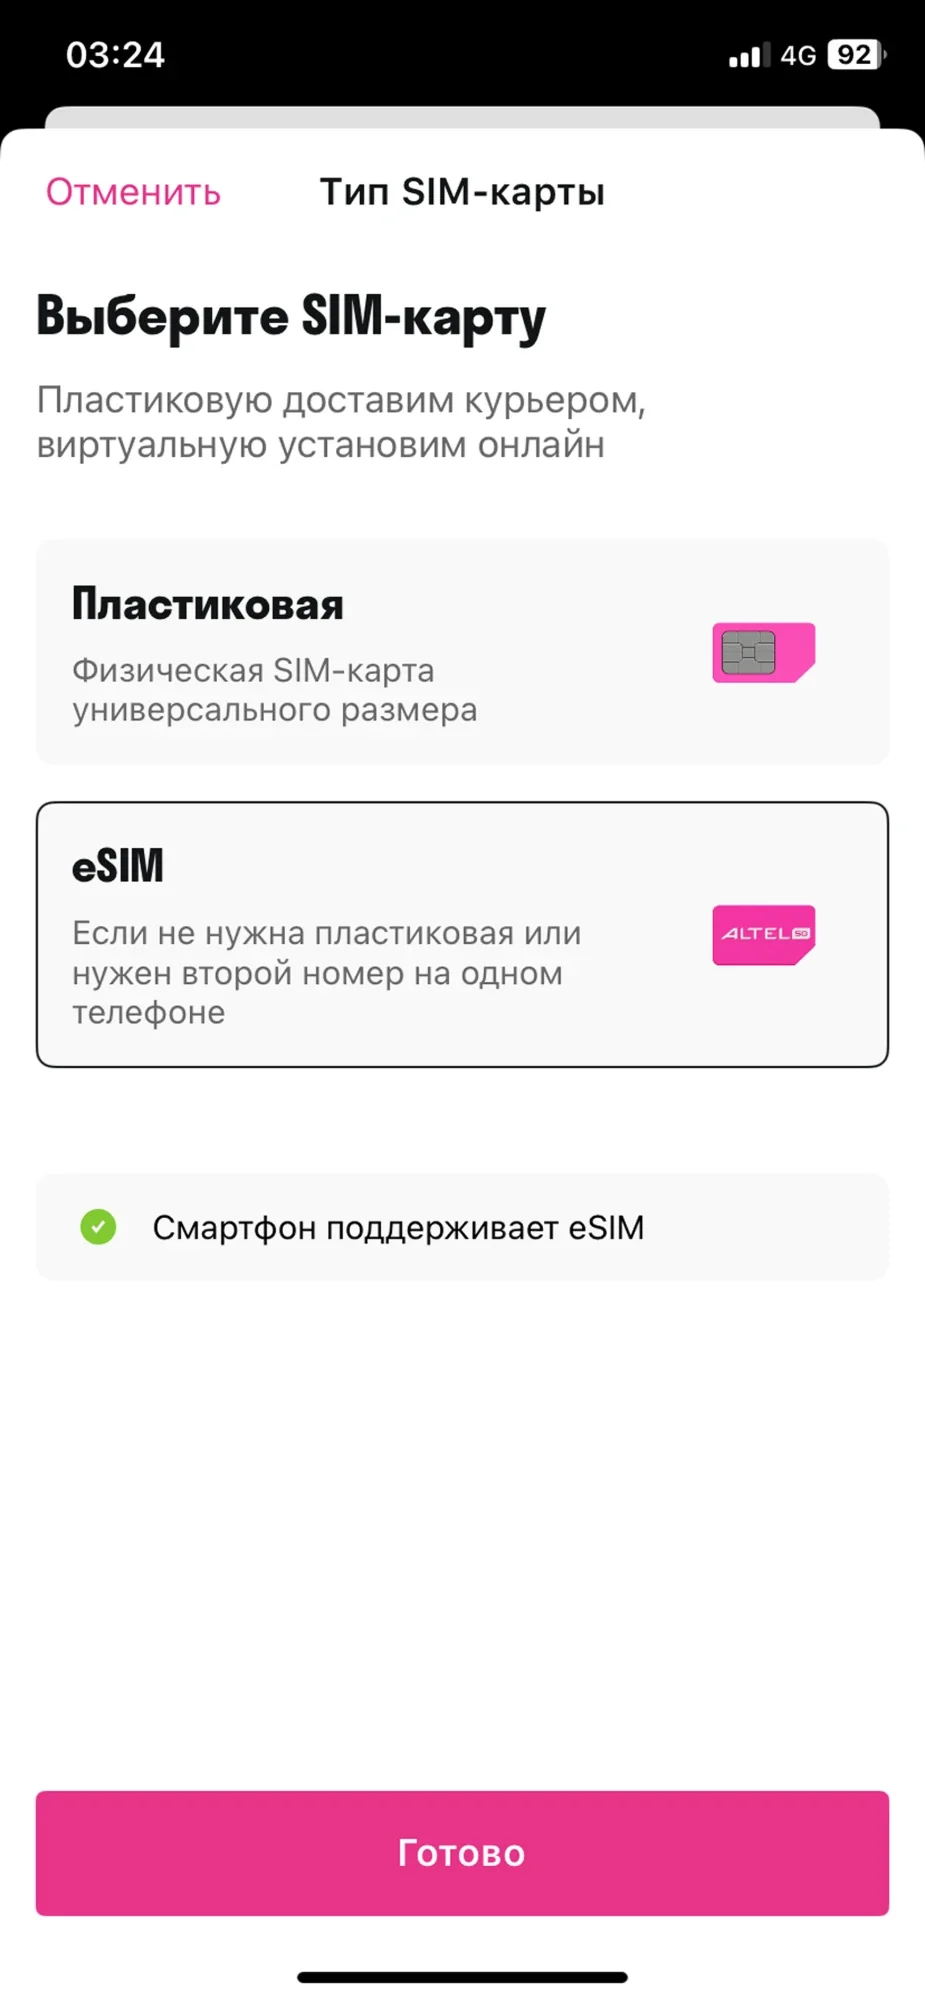 03:24
4G 92
Отменить
Тип SIM-карты
Выберите SIM-карту
Пластиковую доставим курьером,
виртуальную установим онлайн
Пластиковая
Физическая SIM-карта
универсального размера
eSIM
Если не нужна пластиковая или
нужен второй номер на одном
телефоне
ALTEL 5G
Смартфон поддерживает eSIM
Готово